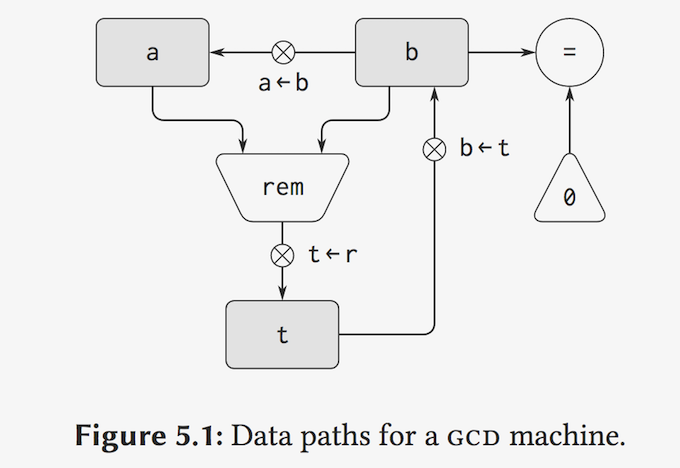 a
b
=
a←b
b←t
rem
0
t←r
t
Figure 5.1: Data paths for a GCD machine.